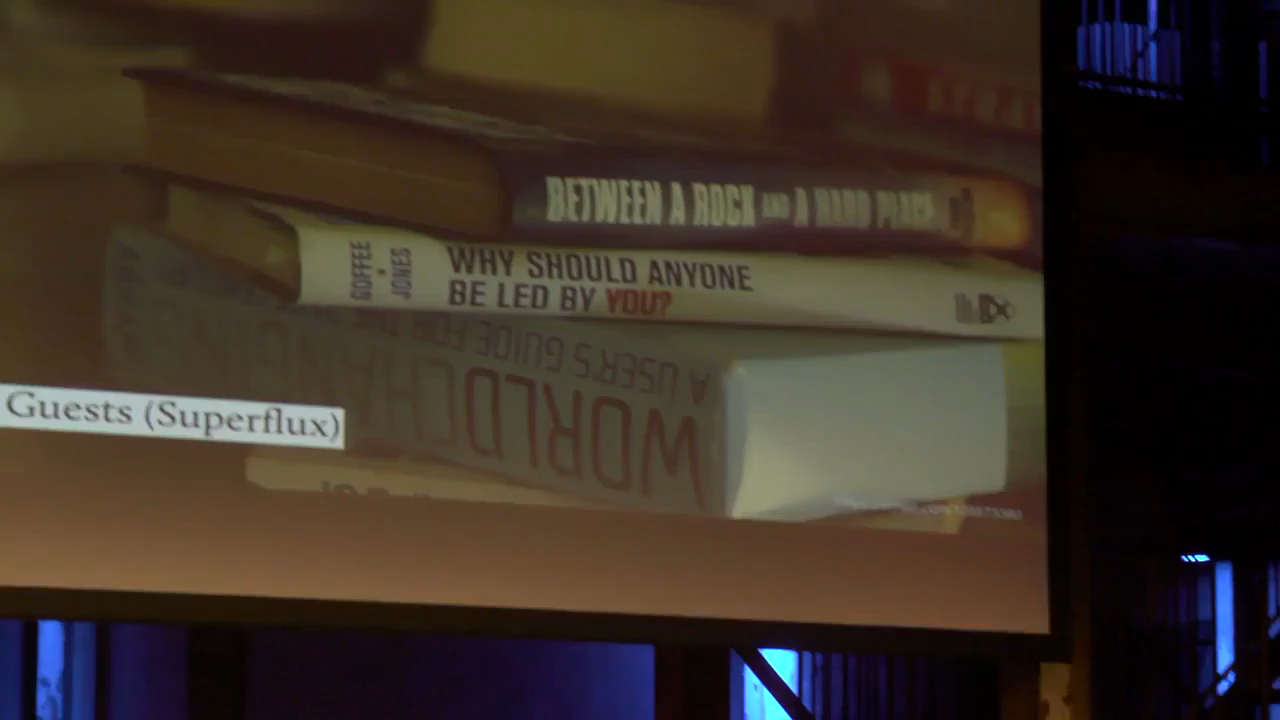 BETWEEN A ROCK AND A HARD PLACE
GOFFEE • JONES
WHY SHOULD ANYONE
BE LED BY YOU?
A USER'S GUIDE FOR THE
WORLDCHANGING
Guests (Superflux)